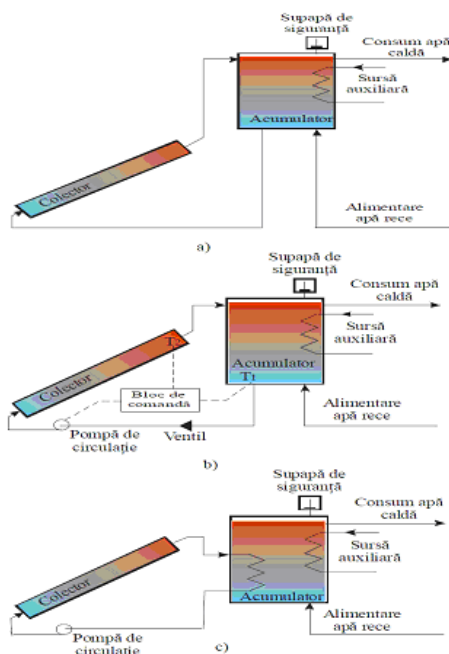 Supapă de
siguranță
Consum apă
caldă
Sursă
auxiliară
Acumulator
Colector
Alimentare
apă rece
a)
Supapă de
siguranță
Consum apă
caldă
Sursă
auxiliară
T2
Acumulator
T1
Colector
Bloc de
comandă
Alimentare
apă rece
Pompă de
circulație
Ventil
b)
Supapă de
siguranță
Consum apă
caldă
Sursă
auxiliară
Colector
Acumulator
Alimentare
apă rece
Pompă de
circulație
c)